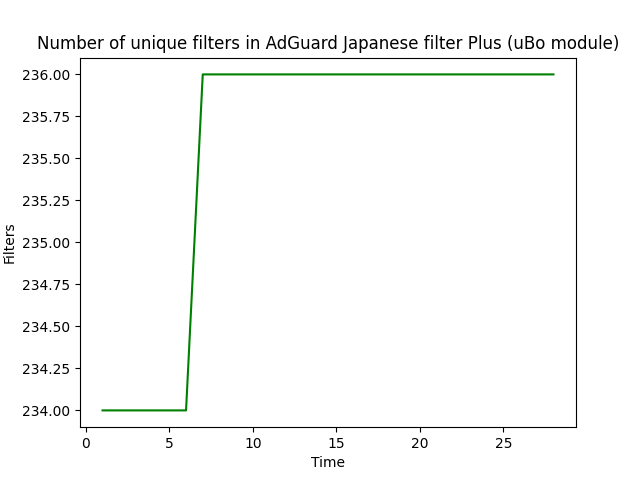 Number of unique filters in AdGuard Japanese filter Plus (uBo module)
236.00
235.75
235.50
235.25
235.00
234.75
234.50
234.25
234.00
Filters
0 5 10 15 20 25
Time